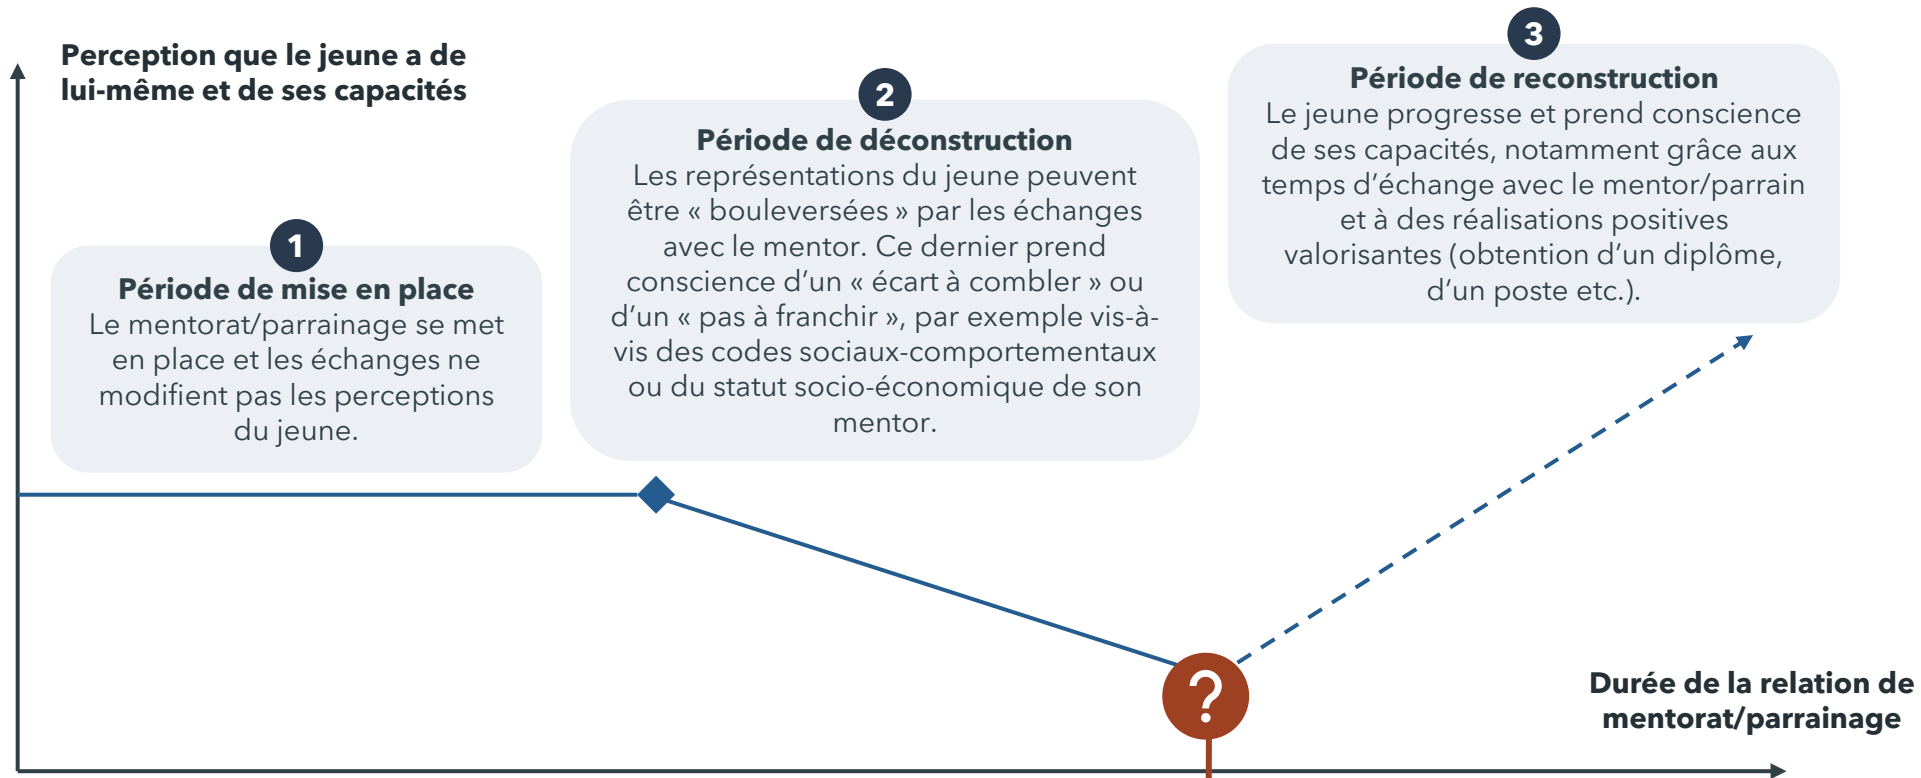 Perception que le jeune a de
lui-même et de ses capacités
1
Période de mise en place
Le mentorat/parrainage se met
en place et les échanges ne
modifient pas les perceptions
du jeune.
2
Période de déconstruction
Les représentations du jeune peuvent
être « bouleversées » par les échanges
avec le mentor. Ce dernier prend
conscience d’un « écart à combler » ou
d’un « pas à franchir », par exemple vis-à-
vis des codes sociaux-comportementaux
ou du statut socio-économique de son
mentor.
3
Période de reconstruction
Le jeune progresse et prend conscience
de ses capacités, notamment grâce aux
temps d’échange avec le mentor/parrain
et à des réalisations positives
valorisantes (obtention d’un diplôme,
d’un poste etc.).
?
Durée de la relation de
mentorat/parrainage